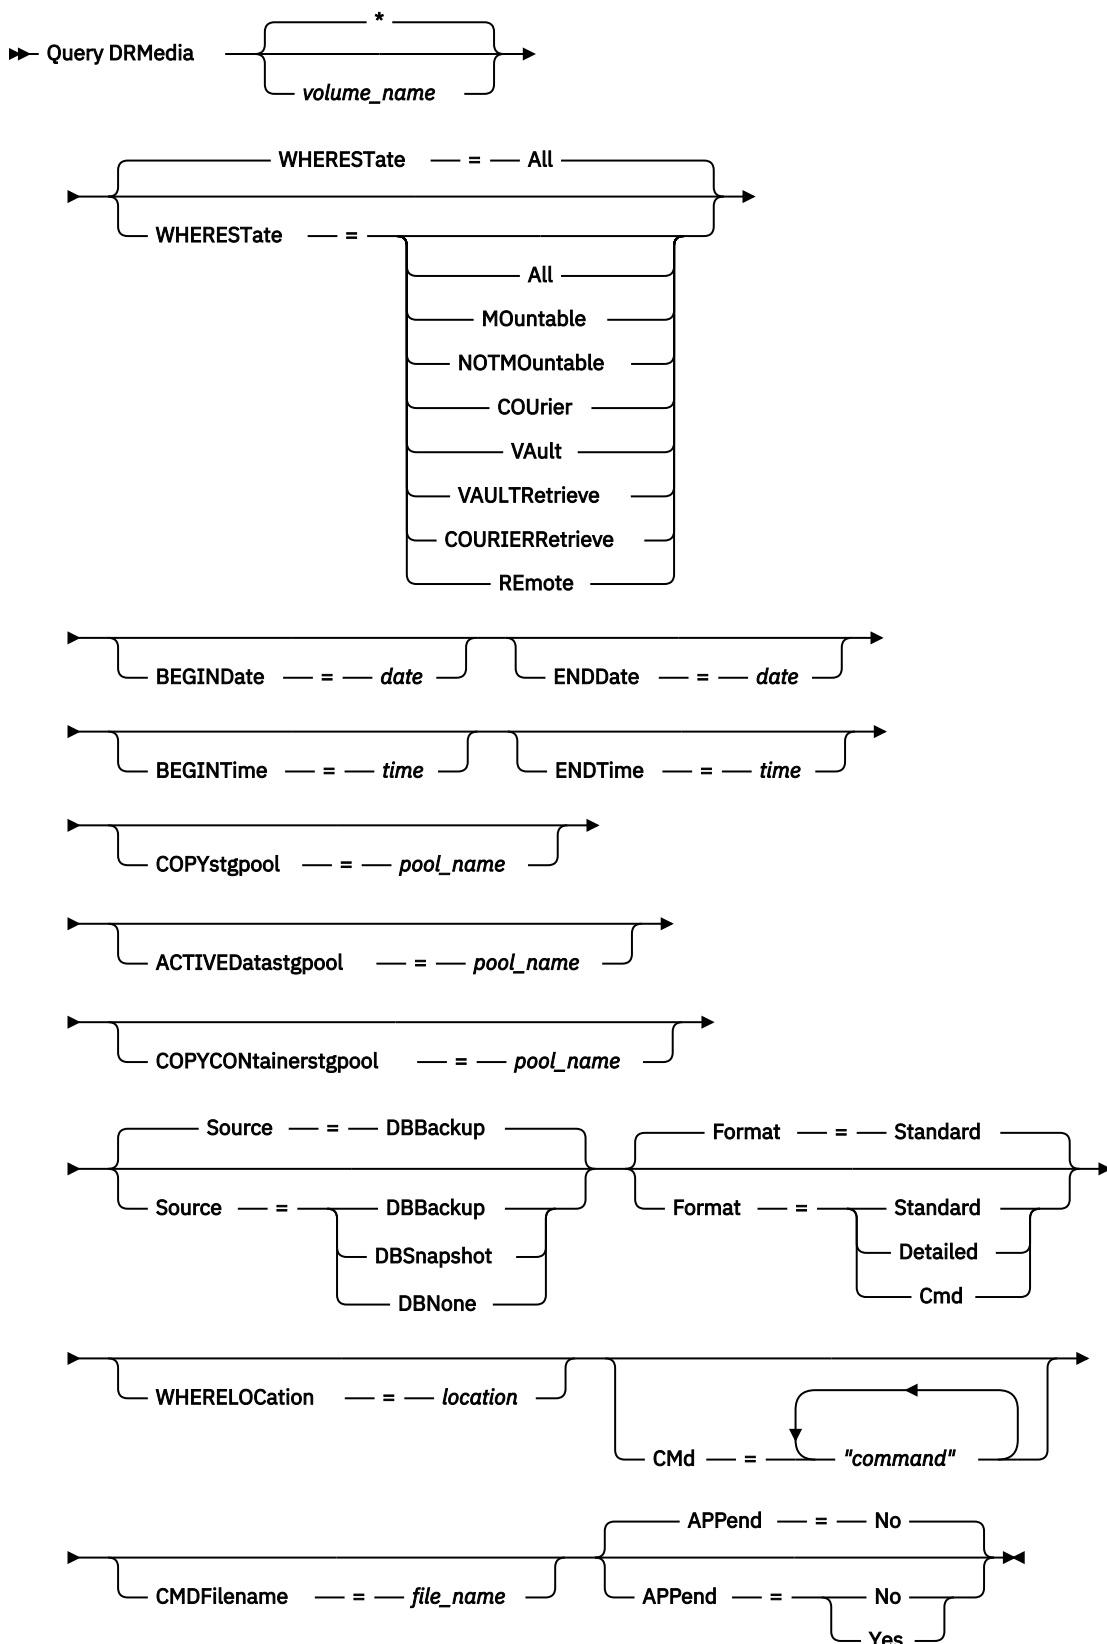 *
Query DRMedia
volume_name
WHERESTate = All
WHERESTate =
All
MOuntable
NOTMOuntable
COUrier
VAult
VAULTRetrieve
COURIERRetrieve
REmote
BEGINDate = date ENDDate = date
BEGINTime = time ENDTime = time
COPYstgpool = pool_name
ACTIVEDatastgpool = pool_name
COPYCONtainerstgpool = pool_name
Source = DBBackup Format = Standard
Source = DBBackup Format = Standard
DBSnapshot Detailed
DBNone Cmd
WHERELOCation = location
CMd = "command"
APPend = No
CMDFilename = file_name APPend = No
Yes